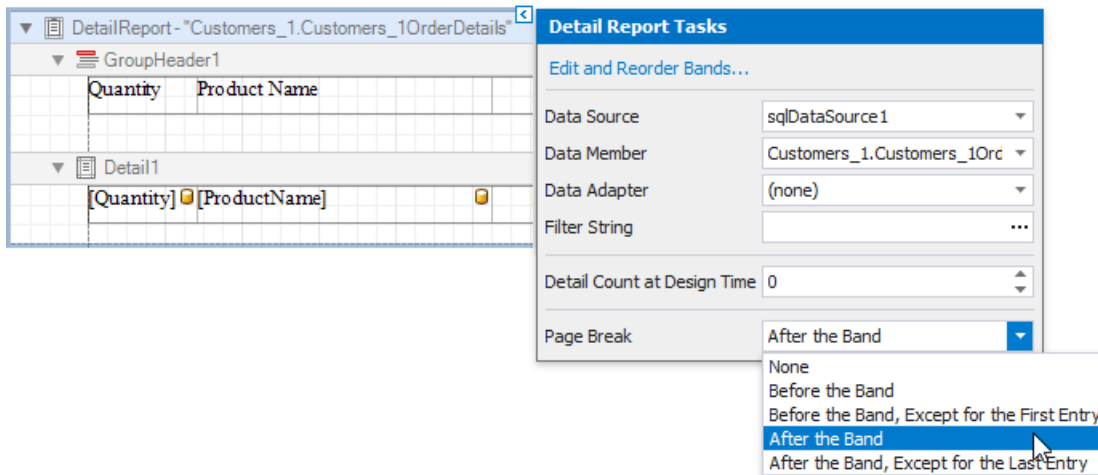 DetailReport - "Customers_1.Customers_1OrderDetails"
GroupHeader1
Quantity Product Name
Detail1
[Quantity] [ProductName]
Detail Report Tasks
Edit and Reorder Bands...
Data Source sqlDataSource1
Data Member Customers_1.Customers_1Ord
Data Adapter (none)
Filter String ...
Detail Count at Design Time 0
Page Break After the Band
None
Before the Band
Before the Band, Except for the First Entry
After the Band
After the Band, Except for the Last Entry